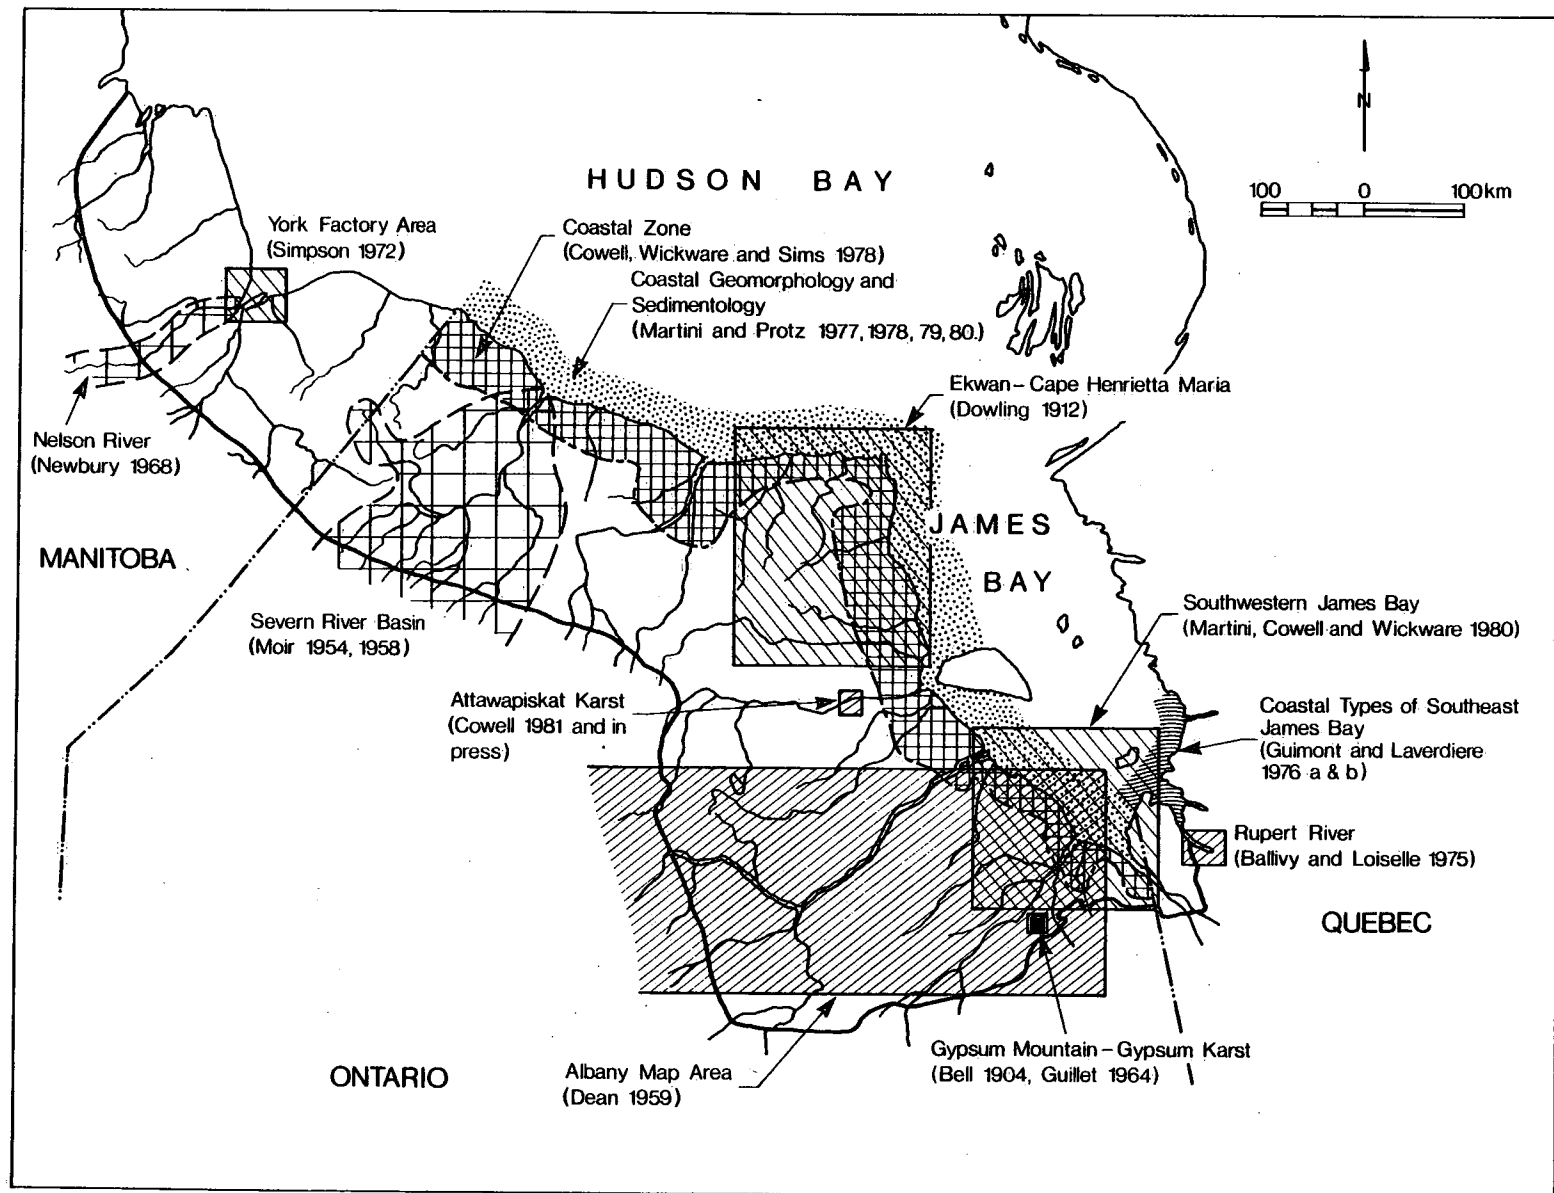 N
HUDSON BAY
100 0 100km
York Factory Area
(Simpson 1972)
Coastal Zone
(Cowell, Wickware and Sims 1978)
Coastal Geomorphology and
Sedimentology
(Martini and Protz 1977, 1978, 79, 80.)
Ekwan-Cape Henrietta Maria
(Dowling 1912)
Nelson River
(Newbury 1968)
JAMES
BAY
MANITOBA
Severn River Basin
(Moir 1954, 1958)
Southwestern James Bay
(Martini, Cowell and Wickware 1980)
Attawapiskat Karst
(Cowell 1981 and in
press)
Coastal Types of Southeast
James Bay
(Guimont and Laverdiere
1976 a & b)
Rupert River
(Ballivy and Loiselle 1975)
QUEBEC
Gypsum Mountain-Gypsum Karst
(Bell 1904, Guillet 1964)
Albany Map Area
(Dean 1959)
ONTARIO